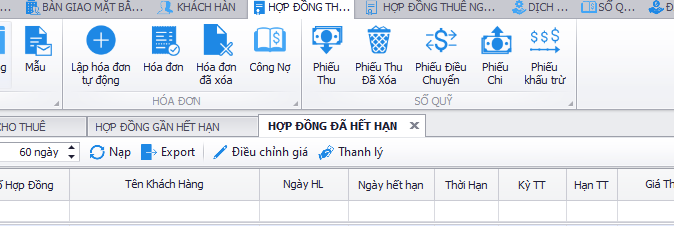 BÀN GIAO MẶT BẰ... KHÁCH HÀN HỢP ĐỒNG TH... HỢP ĐỒNG THUÊ NG... DỊCH ... SỔ Q... Đ
Mẫu Lập hóa đơn Hóa đơn Hóa đơn Công Nợ Phiếu Phiếu Thu Phiếu Điều Phiếu Phiếu
tự động đã xóa Thu Đã Xóa Chuyển Chi khấu trừ
HÓA ĐƠN SỔ QUỸ
CHO THUÊ HỢP ĐỒNG GẦN HẾT HẠN HỢP ĐỒNG ĐÃ HẾT HẠN
60 ngày Nạp Export Điều chỉnh giá Thanh lý
Hợp Đồng Tên Khách Hàng Ngày HL Ngày hết hạn Thời Hạn Kỳ TT Hạn TT Giá Th